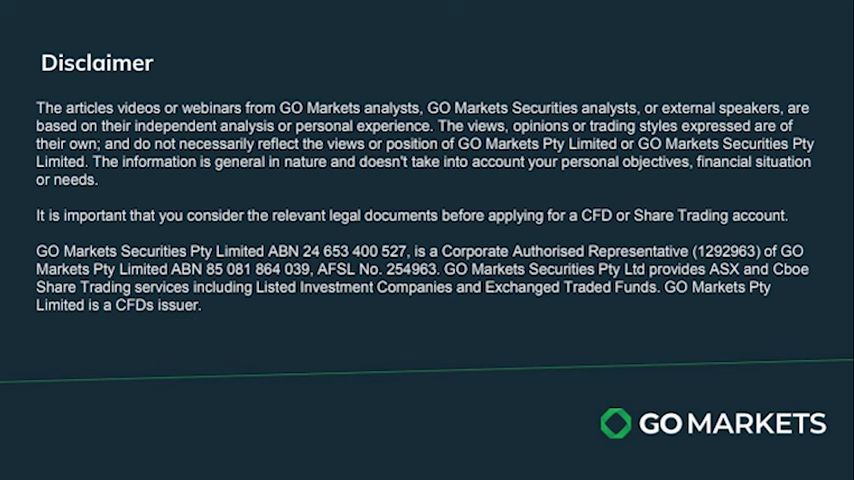 Disclaimer
The articles videos or webinars from GO Markets analysts, GO Markets Securities analysts, or external speakers, are
based on their independent analysis or personal experience. The views, opinions or trading styles expressed are of
their own; and do not necessarily reflect the views or position of GO Markets Pty Limited or GO Markets Securities Pty
Limited. The information is general in nature and doesn't take into account your personal objectives, financial situation
or needs.
It is important that you consider the relevant legal documents before applying for a CFD or Share Trading account.
GO Markets Securities Pty Limited ABN 24 653 400 527, is a Corporate Authorised Representative (1292963) of GO
Markets Pty Limited ABN 85 081 864 039, AFSL No. 254963. GO Markets Securities Pty Ltd provides ASX and Cboe
Share Trading services including Listed Investment Companies and Exchanged Traded Funds. GO Markets Pty
Limited is a CFDs issuer.
GO MARKETS